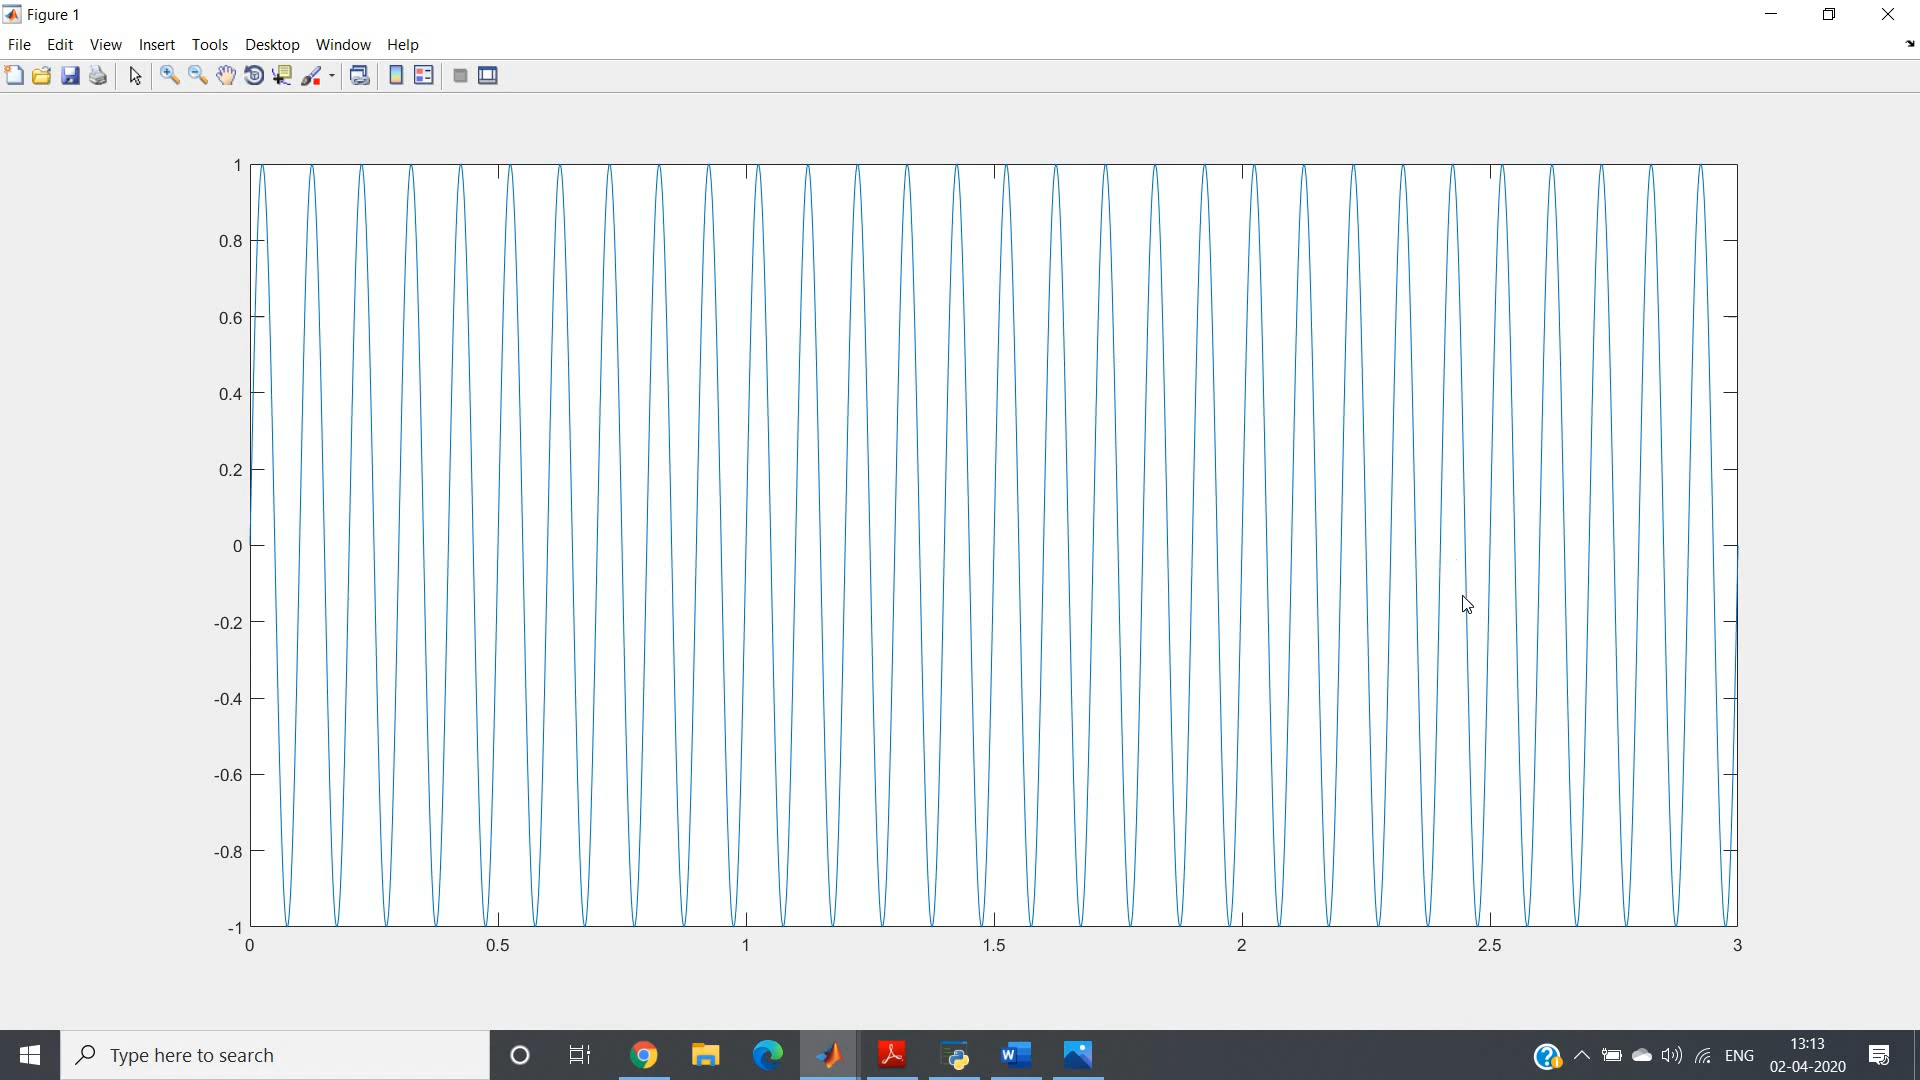 Figure 1
File Edit View Insert Tools Desktop Window Help
1
0.8
0.6
0.4
0.2
0
-0.2
-0.4
-0.6
-0.8
-1
0 0.5 1 1.5 2 2.5 3
Type here to search
W
ENG
13:13
02-04-2020